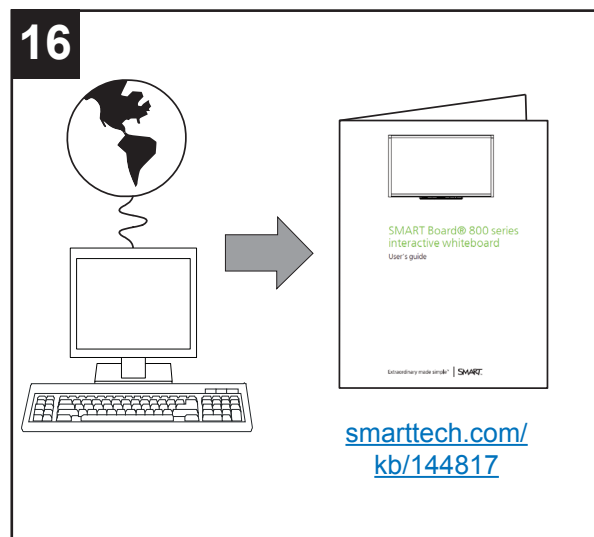 16
SMART Board® 800 series
interactive whiteboard
User's guide
Extraordinary made simple™ SMART
smarttech.com/
kb/144817